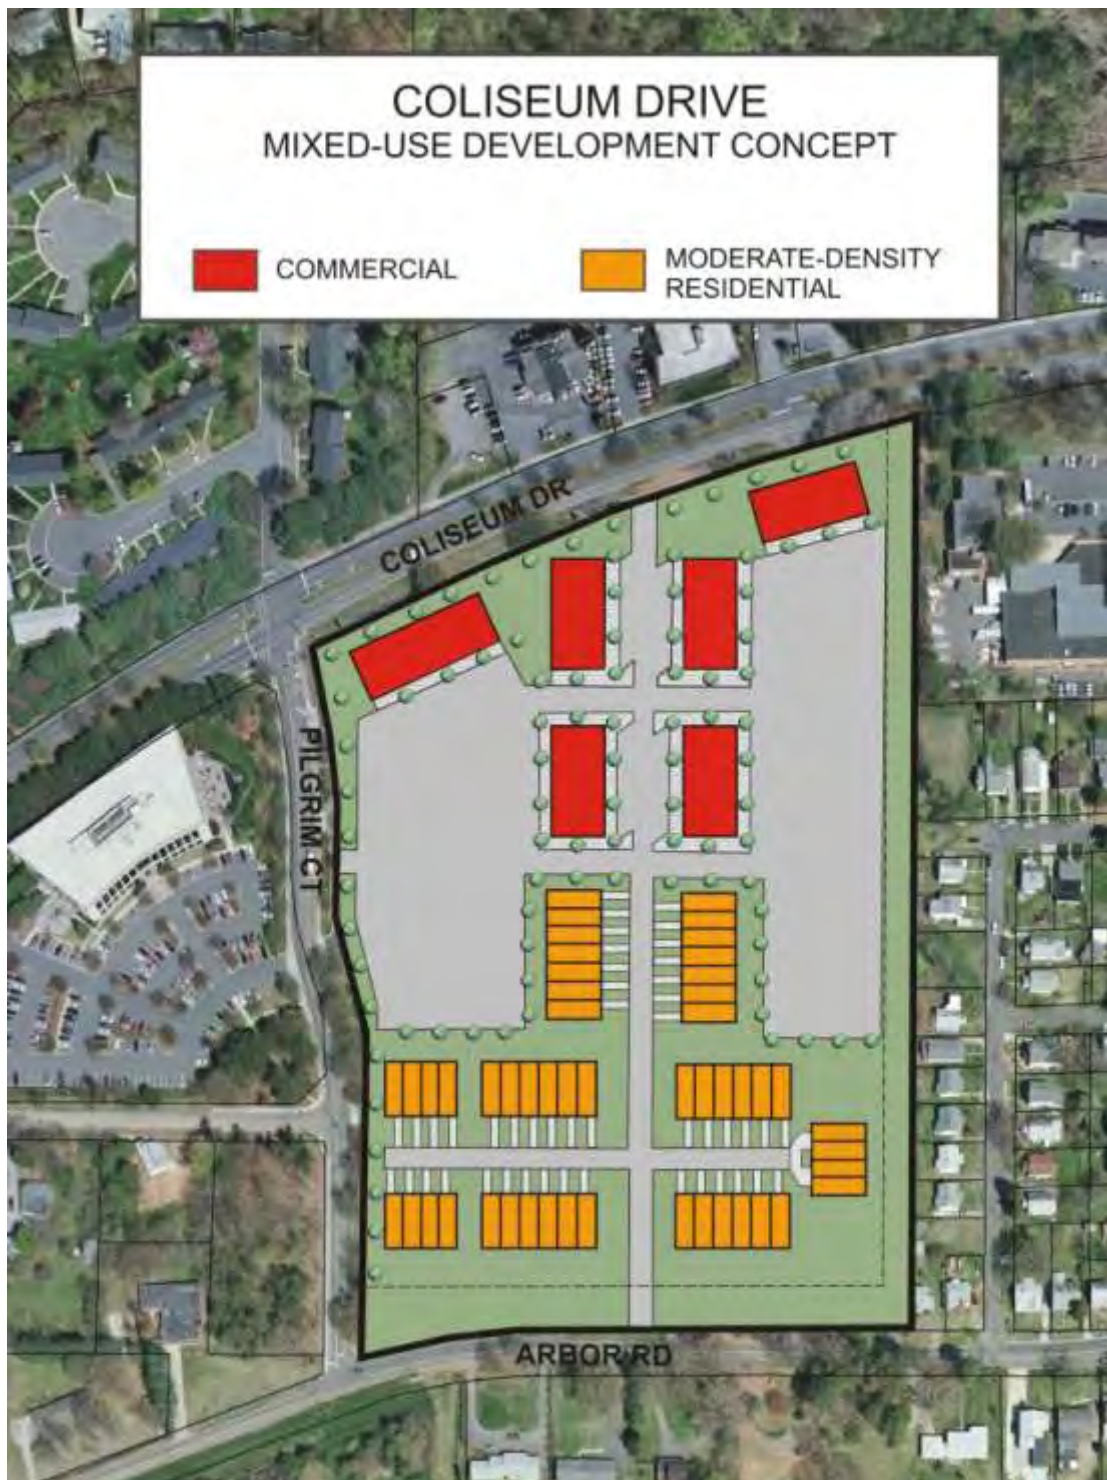 COLISEUM DRIVE
MIXED-USE DEVELOPMENT CONCEPT
COMMERCIAL
MODERATE-DENSITY
RESIDENTIAL
COLISEUM DR
PILGRIM CT
ARBOR RD